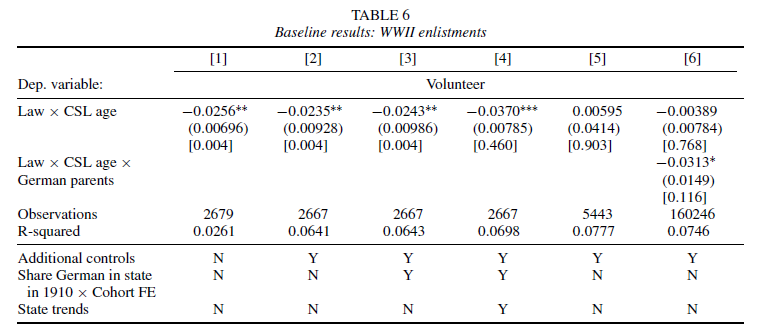 TABLE 6
Baseline results: WWII enlistments
[1] [2] [3] [4] [5] [6]
Dep. variable: Volunteer
Law × CSL age −0.0256** −0.0235** −0.0243** −0.0370*** 0.00595 −0.00389
(0.00696) (0.00928) (0.00986) (0.00785) (0.0414) (0.00784)
[0.004] [0.004] [0.004] [0.460] [0.903] [0.768]
Law × CSL age × −0.0313*
German parents (0.0149)
[0.116]
Observations 2679 2667 2667 2667 5443 160246
R-squared 0.0261 0.0641 0.0643 0.0698 0.0777 0.0746
Additional controls N Y Y Y Y Y
Share German in state N N Y Y N N
in 1910 × Cohort FE
State trends N N N Y N N